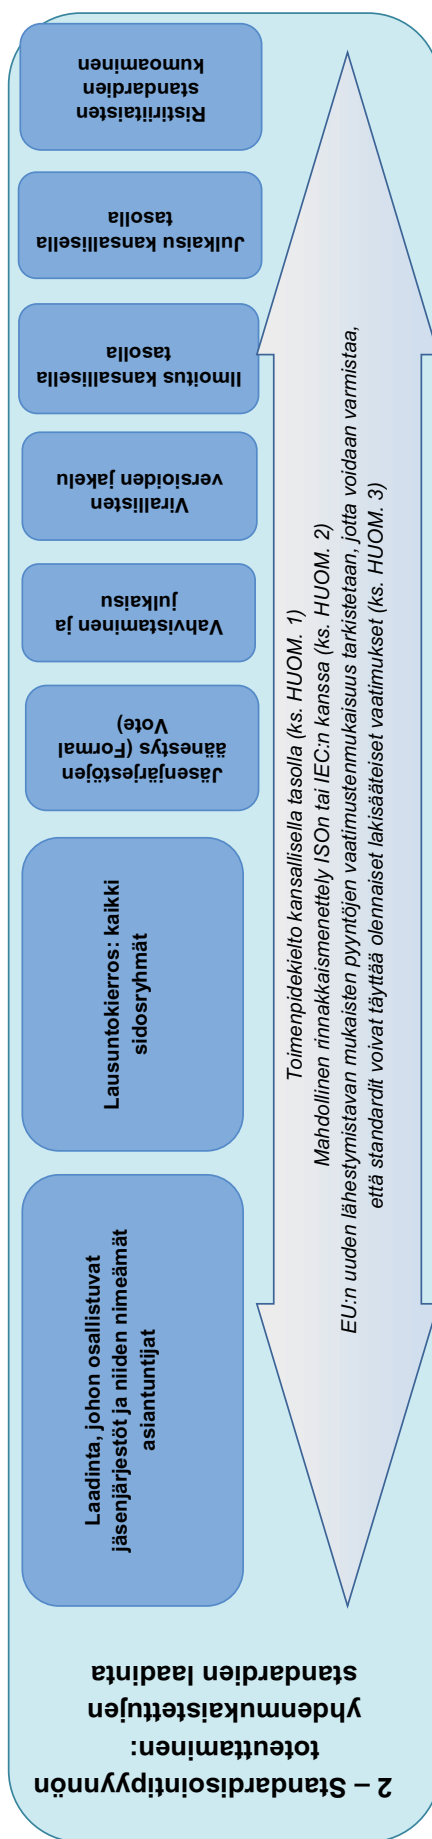 2 – Standardisointipyynnön
toteuttaminen:
yhdenmukaistettujen
standardien laadinta
Laadinta, johon osallistuvat
jäsenjärjestöt ja niiden nimeämät
asiantuntijat
Lausuntokierros: kaikki
sidosryhmät
Jäsenjärjestöjen
äänestys (Formal
Vote)
Vahvistaminen ja
julkaisu
Virallisten
versioiden jakelu
Ilmoitus kansallisella
tasolla
Julkaisu kansallisella
tasolla
Ristiriitaisten
standardien
kumoaminen
Toimenpidekielto kansallisella tasolla (ks. HUOM. 1)
Mahdollinen rinnakkaismenettely ISOn tai IEC:n kanssa (ks. HUOM. 2)
EU:n uuden lähestymistavan mukaisten pyyntöjen vaatimustenmukaisuus tarkistetaan, jotta voidaan varmistaa,
että standardit voivat täyttää olennaiset lakisääteiset vaatimukset (ks. HUOM. 3)